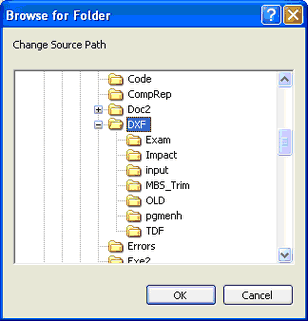 Browse for Folder
Change Source Path
Code
CompRep
Doc2
DXF
Exam
Impact
input
MBS_Trim
OLD
pgmenh
TDF
Errors
Exe2
OK
Cancel